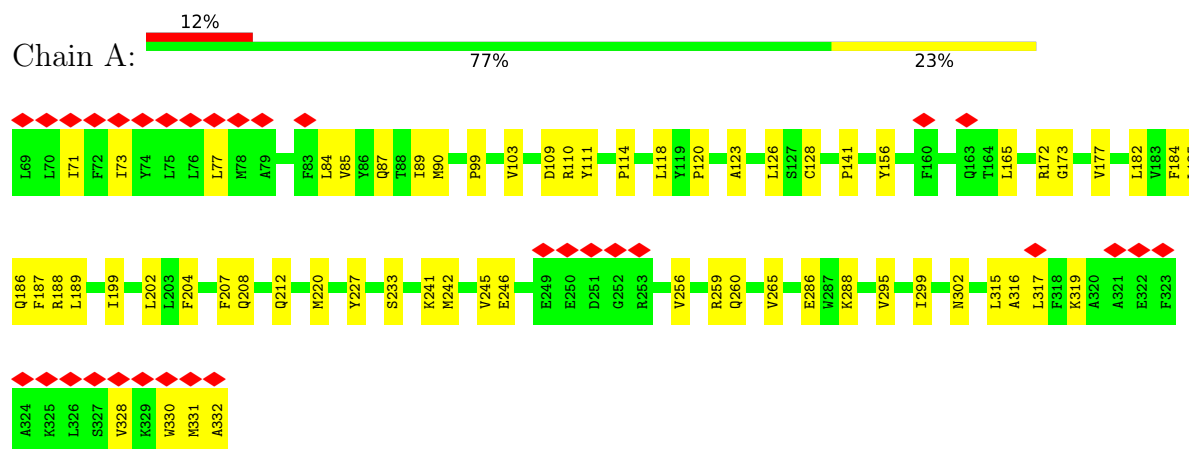 12%
Chain A:
77% 23%
L69 L70 I71 F72 I73 Y74 L75 L76 L77 M78 A79 F83 L84 V85 Y86 Q87 T88 I89 M90 P99 V103 D109 R110 Y111 P114 L118 Y119 P120 A123 L126 S127 C128 P141 Y156 F160 Q163 T164 L165 R172 G173 V177 L182 V183 F184
Q186 F187 R188 L189 I199 L202 L203 F204 F207 Q208 Q212 M220 Y227 S233 K241 M242 V245 E246 E249 E250 D251 G252 R253 V256 R259 Q260 V265 E286 W287 K288 V295 I299 N302 L315 A316 L317 F318 K319 A320 A321 E322 F323
A324 K325 L326 S327 V328 K329 W330 M331 A332